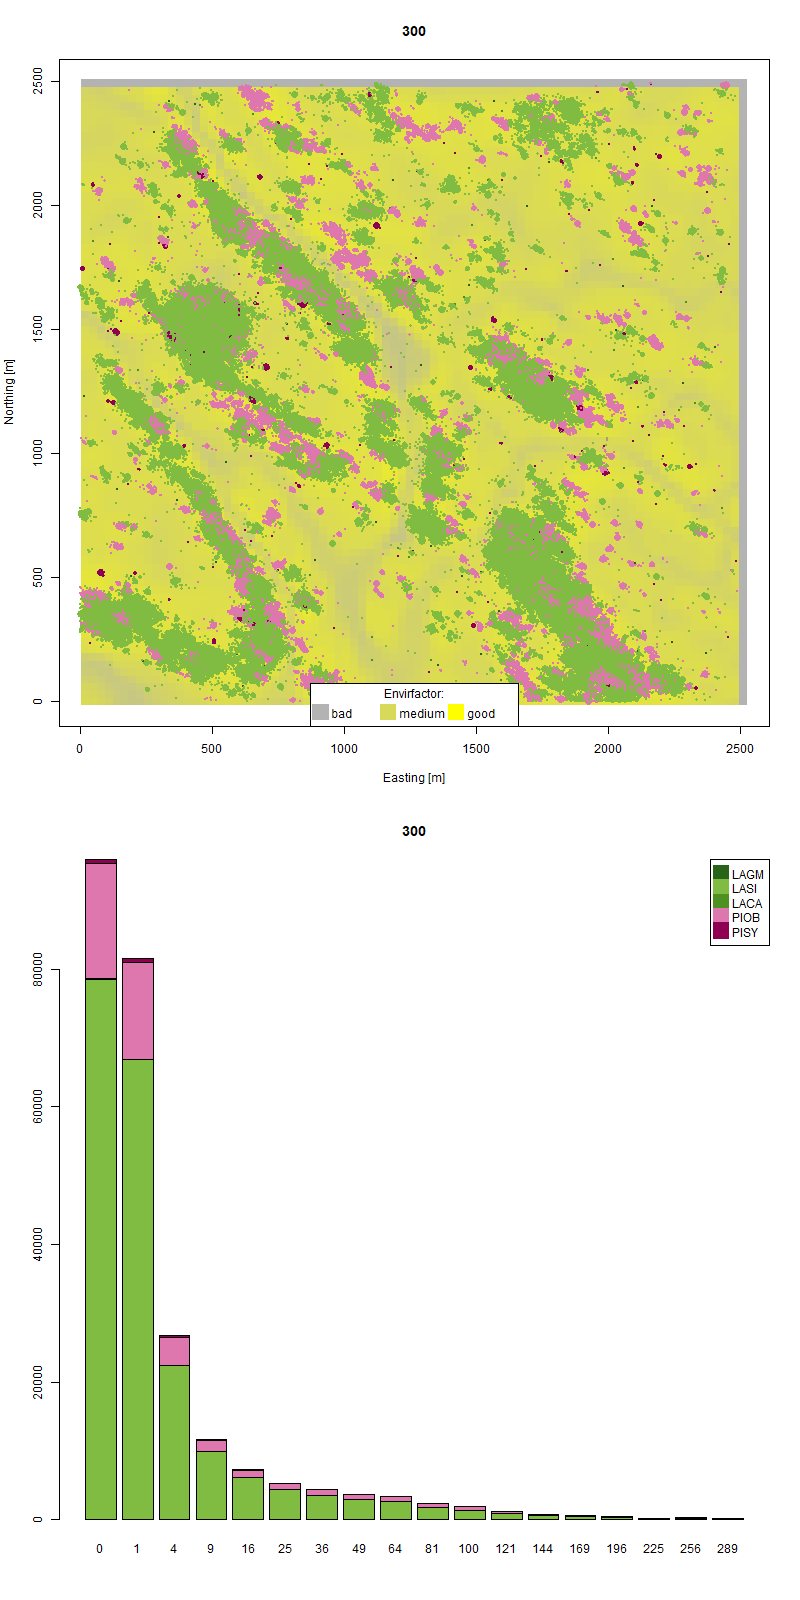 300
2500
2000
1500
1000
500
0
Northing [m]
Envirfactor:
bad medium good
0 500 1000 1500 2000 2500
Easting [m]
300
LAGM
LASI
LACA
PIOB
PISY
80000
60000
40000
20000
0
0 1 4 9 16 25 36 49 64 81 100 121 144 169 196 225 256 289